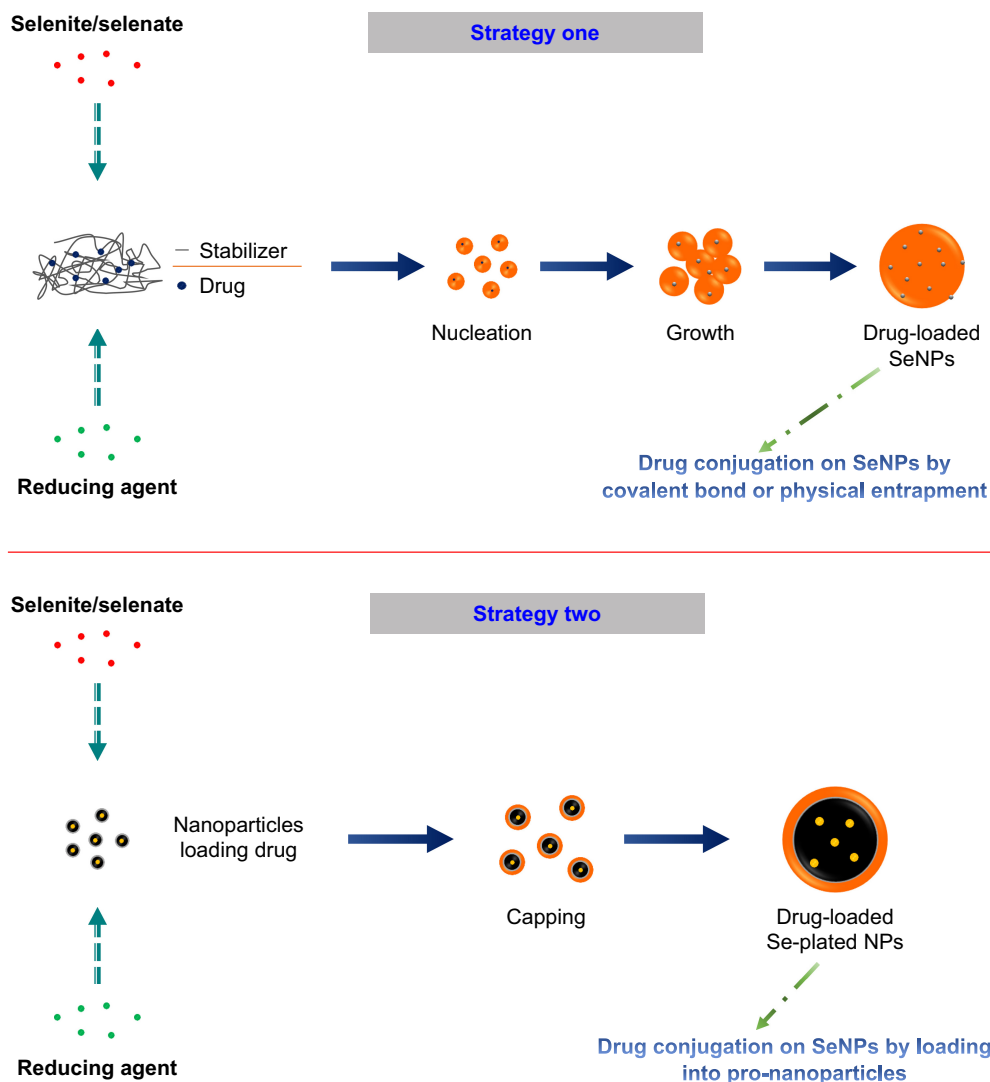 Selenite/selenate
Strategy one
Stabilizer
Drug
Nucleation
Growth
Drug-loaded
SeNPs
Reducing agent
Drug conjugation on SeNPs by
covalent bond or physical entrapment
Selenite/selenate
Strategy two
Nanoparticles
loading drug
Capping
Drug-loaded
Se-plated NPs
Reducing agent
Drug conjugation on SeNPs by loading
into pro-nanoparticles